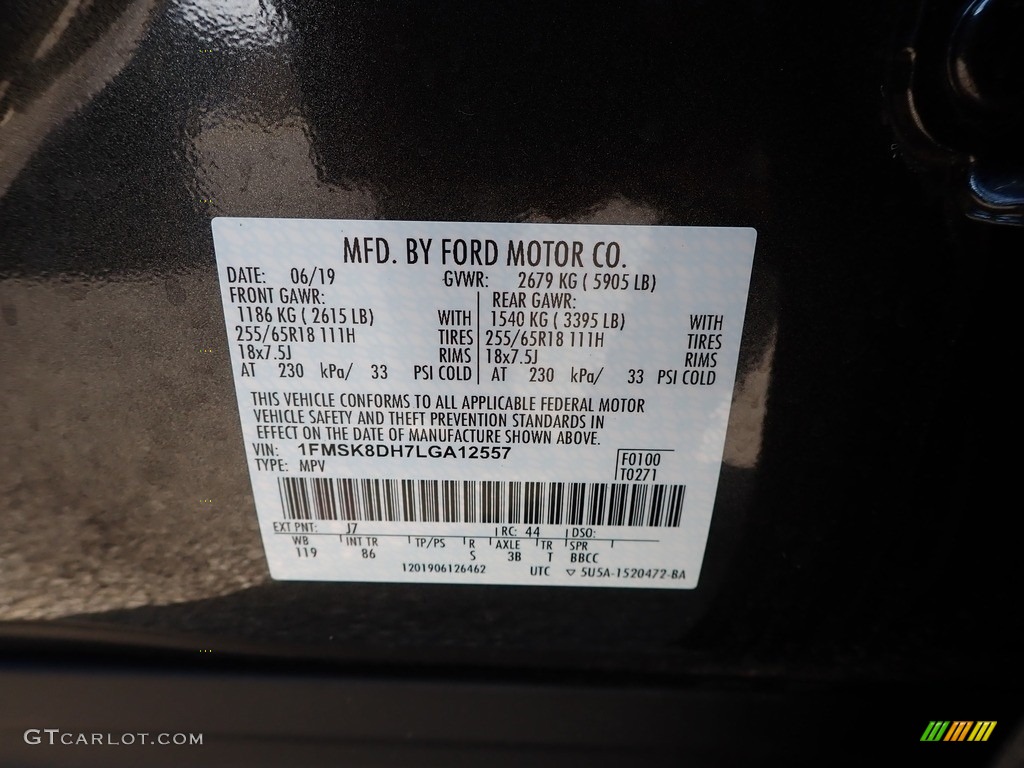 MFD. BY FORD MOTOR CO.
DATE: 06/19 GVWR: 2679 KG ( 5905 LB)
FRONT GAWR: REAR GAWR:
1186 KG ( 2615 LB) WITH 1540 KG ( 3395 LB) WITH
255/65R18 111H TIRES 255/65R18 111H TIRES
18x7.5J RIMS 18x7.5J RIMS
AT 230 kPa/ 33 PSI COLD AT 230 kPa/ 33 PSI COLD
THIS VEHICLE CONFORMS TO ALL APPLICABLE FEDERAL MOTOR
VEHICLE SAFETY AND THEFT PREVENTION STANDARDS IN
EFFECT ON THE DATE OF MANUFACTURE SHOWN ABOVE.
VIN: 1FMSK8DH7LGA12557 F0100
TYPE: MPV T0271
EXT PNT: J7 RC: 44 DSO:
WB INT TR TP/PS R AXLE TR SPR
119 86 S 3B T BBCC
1201906126462 UTC ▽ 5U5A-1520472-BA
GTCARLOT.COM